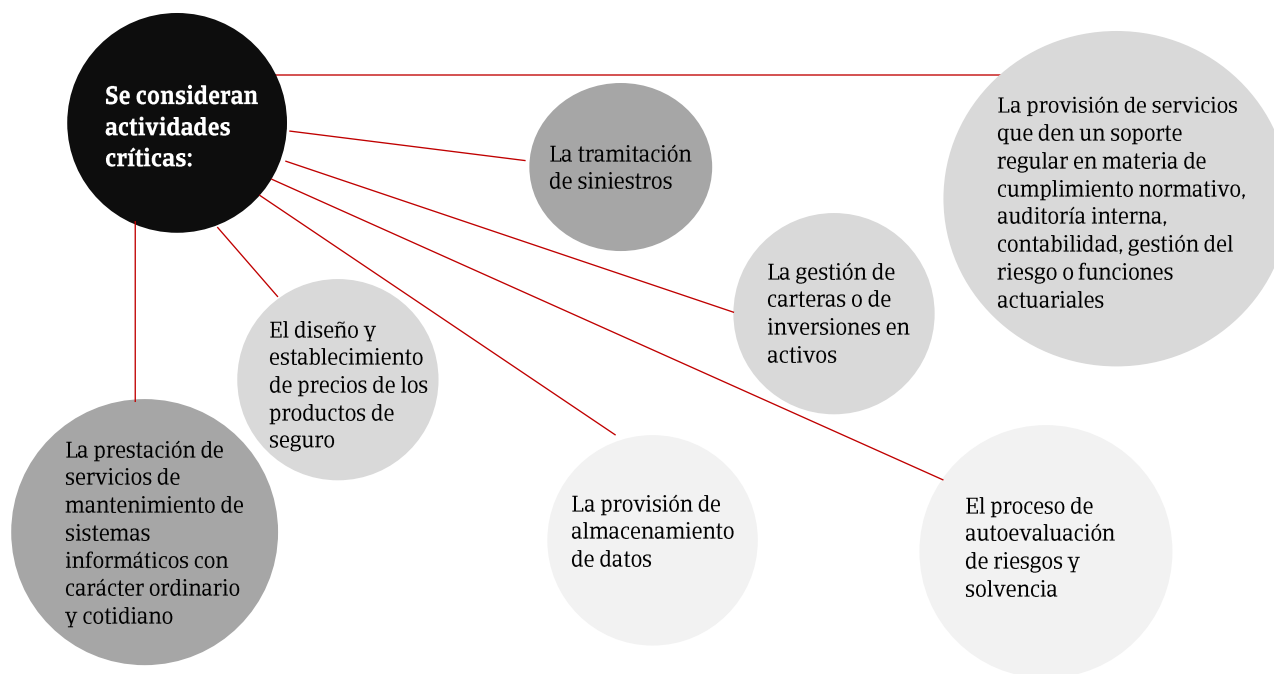 Se consideran
actividades
críticas:
La provisión de servicios
que den un soporte
regular en materia de
cumplimiento normativo,
auditoría interna,
contabilidad, gestión del
riesgo o funciones
actuariales
La tramitación
de siniestros
La gestión de
carteras o de
inversiones en
activos
El diseño y
establecimiento
de precios de los
productos de
seguro
La prestación de
servicios de
mantenimiento de
sistemas
informáticos con
carácter ordinario
y cotidiano
La provisión de
almacenamiento
de datos
El proceso de
autoevaluación
de riesgos y
solvencia